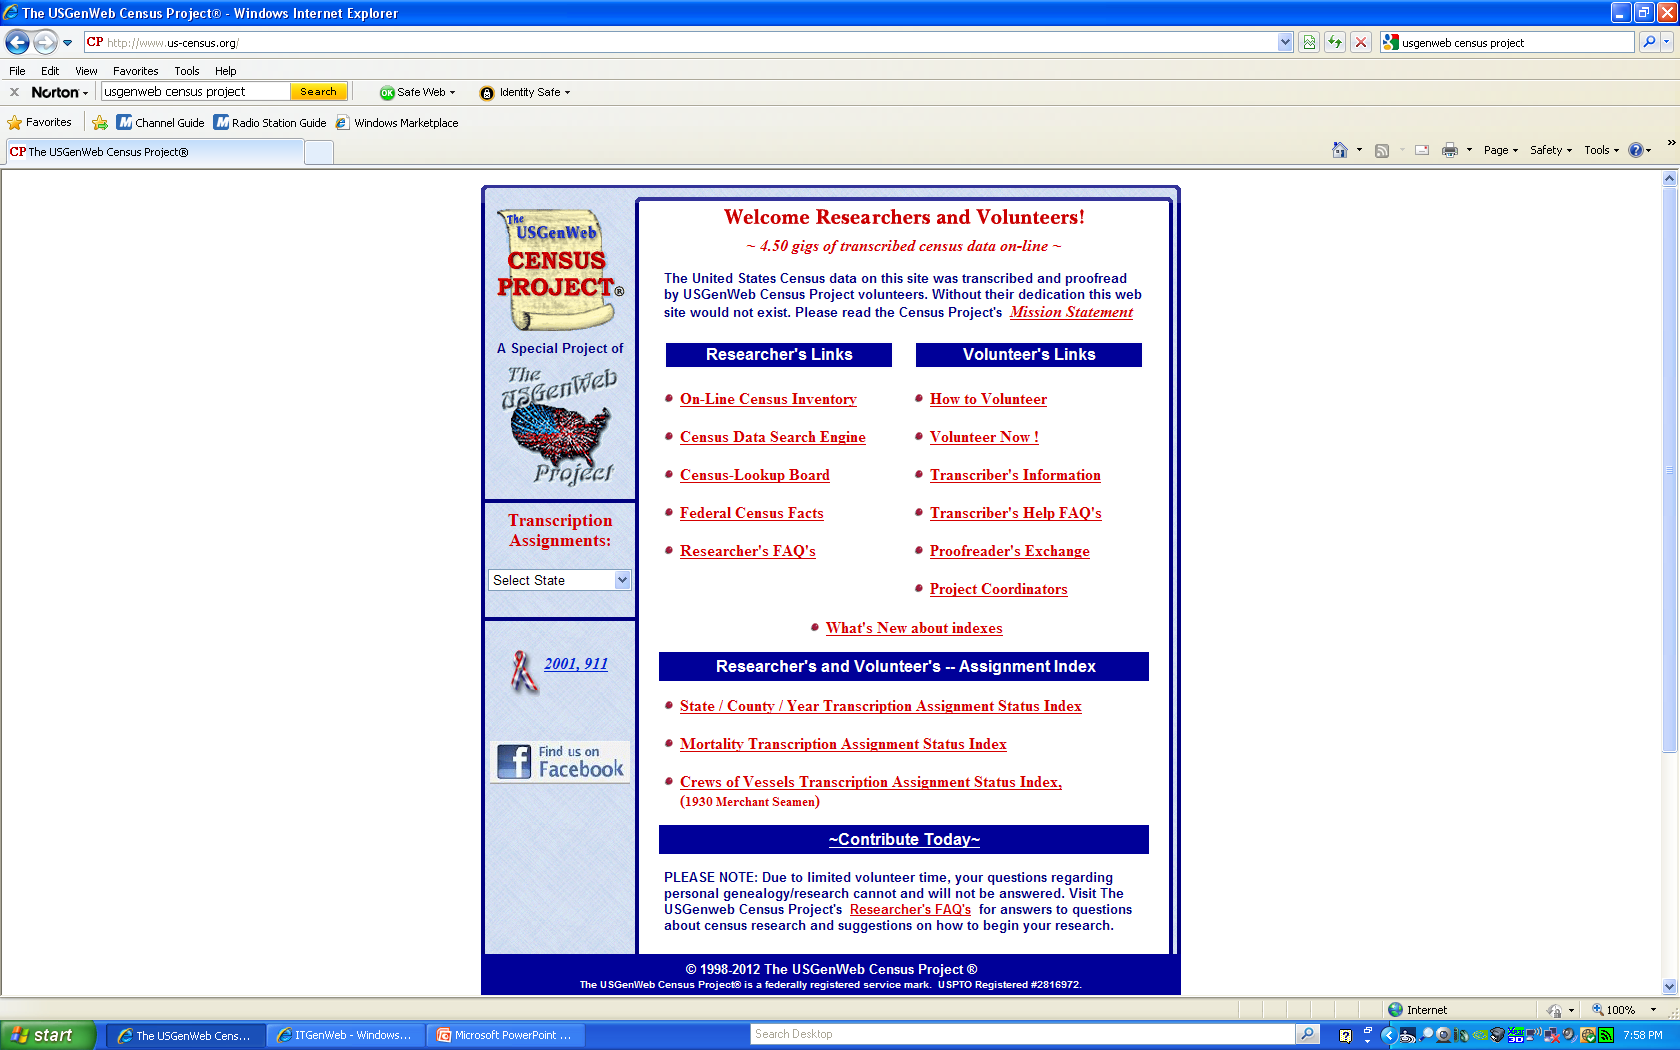 The USGenWeb Census Project® - Windows Internet Explorer
CP http://www.us-census.org/
usgenweb census project
File Edit View Favorites Tools Help
x Norton usgenweb census project Search OK Safe Web Identity Safe
Favorites Channel Guide Radio Station Guide Windows Marketplace
CP The USGenWeb Census Project®
Page Safety Tools
The
USGenWeb
CENSUS
PROJECT®
A Special Project of
The
USGenWeb
Project
Transcription
Assignments:
Select State
2001, 911
Find us on
Facebook
Welcome Researchers and Volunteers!
~ 4.50 gigs of transcribed census data on-line ~
The United States Census data on this site was transcribed and proofread
by USGenWeb Census Project volunteers. Without their dedication this web
site would not exist. Please read the Census Project's Mission Statement
Researcher's Links
On-Line Census Inventory
Census Data Search Engine
Census-Lookup Board
Federal Census Facts
Researcher's FAQ's
Volunteer's Links
How to Volunteer
Volunteer Now !
Transcriber's Information
Transcriber's Help FAQ's
Proofreader's Exchange
Project Coordinators
What's New about indexes
Researcher's and Volunteer's -- Assignment Index
State / County / Year Transcription Assignment Status Index
Mortality Transcription Assignment Status Index
Crews of Vessels Transcription Assignment Status Index,
(1930 Merchant Seamen)
~Contribute Today~
PLEASE NOTE: Due to limited volunteer time, your questions regarding
personal genealogy/research cannot and will not be answered. Visit The
USGenweb Census Project's Researcher's FAQ's for answers to questions
about census research and suggestions on how to begin your research.
© 1998-2012 The USGenWeb Census Project ®
The USGenWeb Census Project® is a federally registered service mark. USPTO Registered #2816972.
Internet 100%
start The USGenWeb Cens... ITGenWeb - Windows... Microsoft PowerPoint ... Search Desktop 7:58 PM